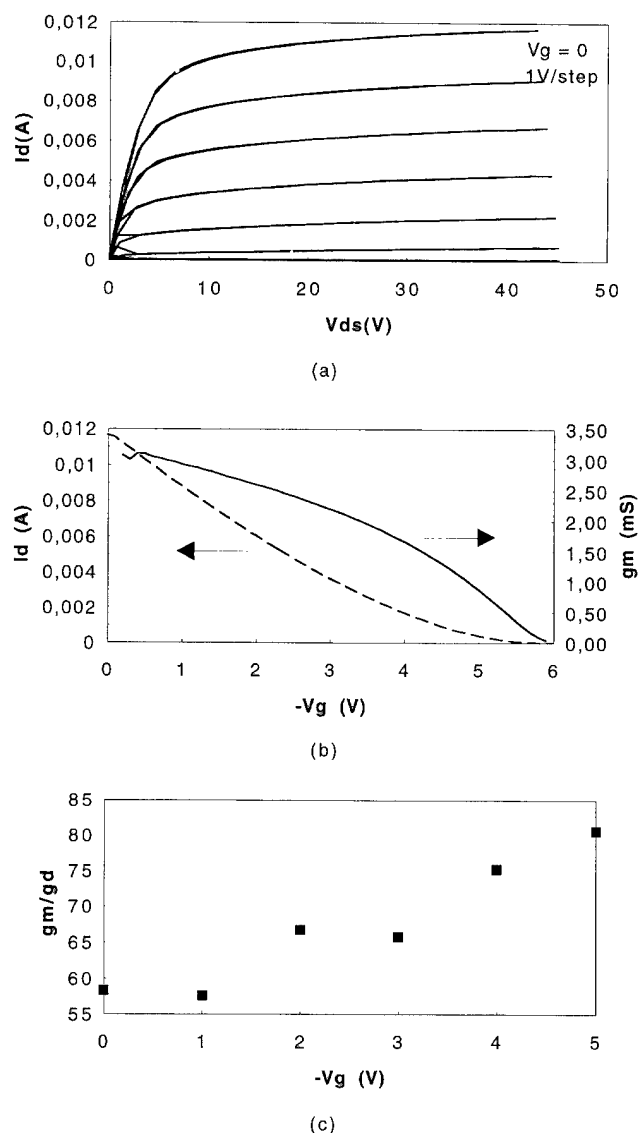 0,012
0,01
0,008
0,006
0,004
0,002
0
Id(A)
Vg = 0
1V/step
0 10 20 30 40 50
Vds(V)
(a)
0,012
0,01
0,008
0,006
0,004
0,002
0
Id (A)
3,50
3,00
2,50
2,00
1,50
1,00
0,50
0,00
gm (mS)
0 1 2 3 4 5 6
-Vg (V)
(b)
85
80
75
70
65
60
55
gm/gd
0 1 2 3 4 5
-Vg (V)
(c)